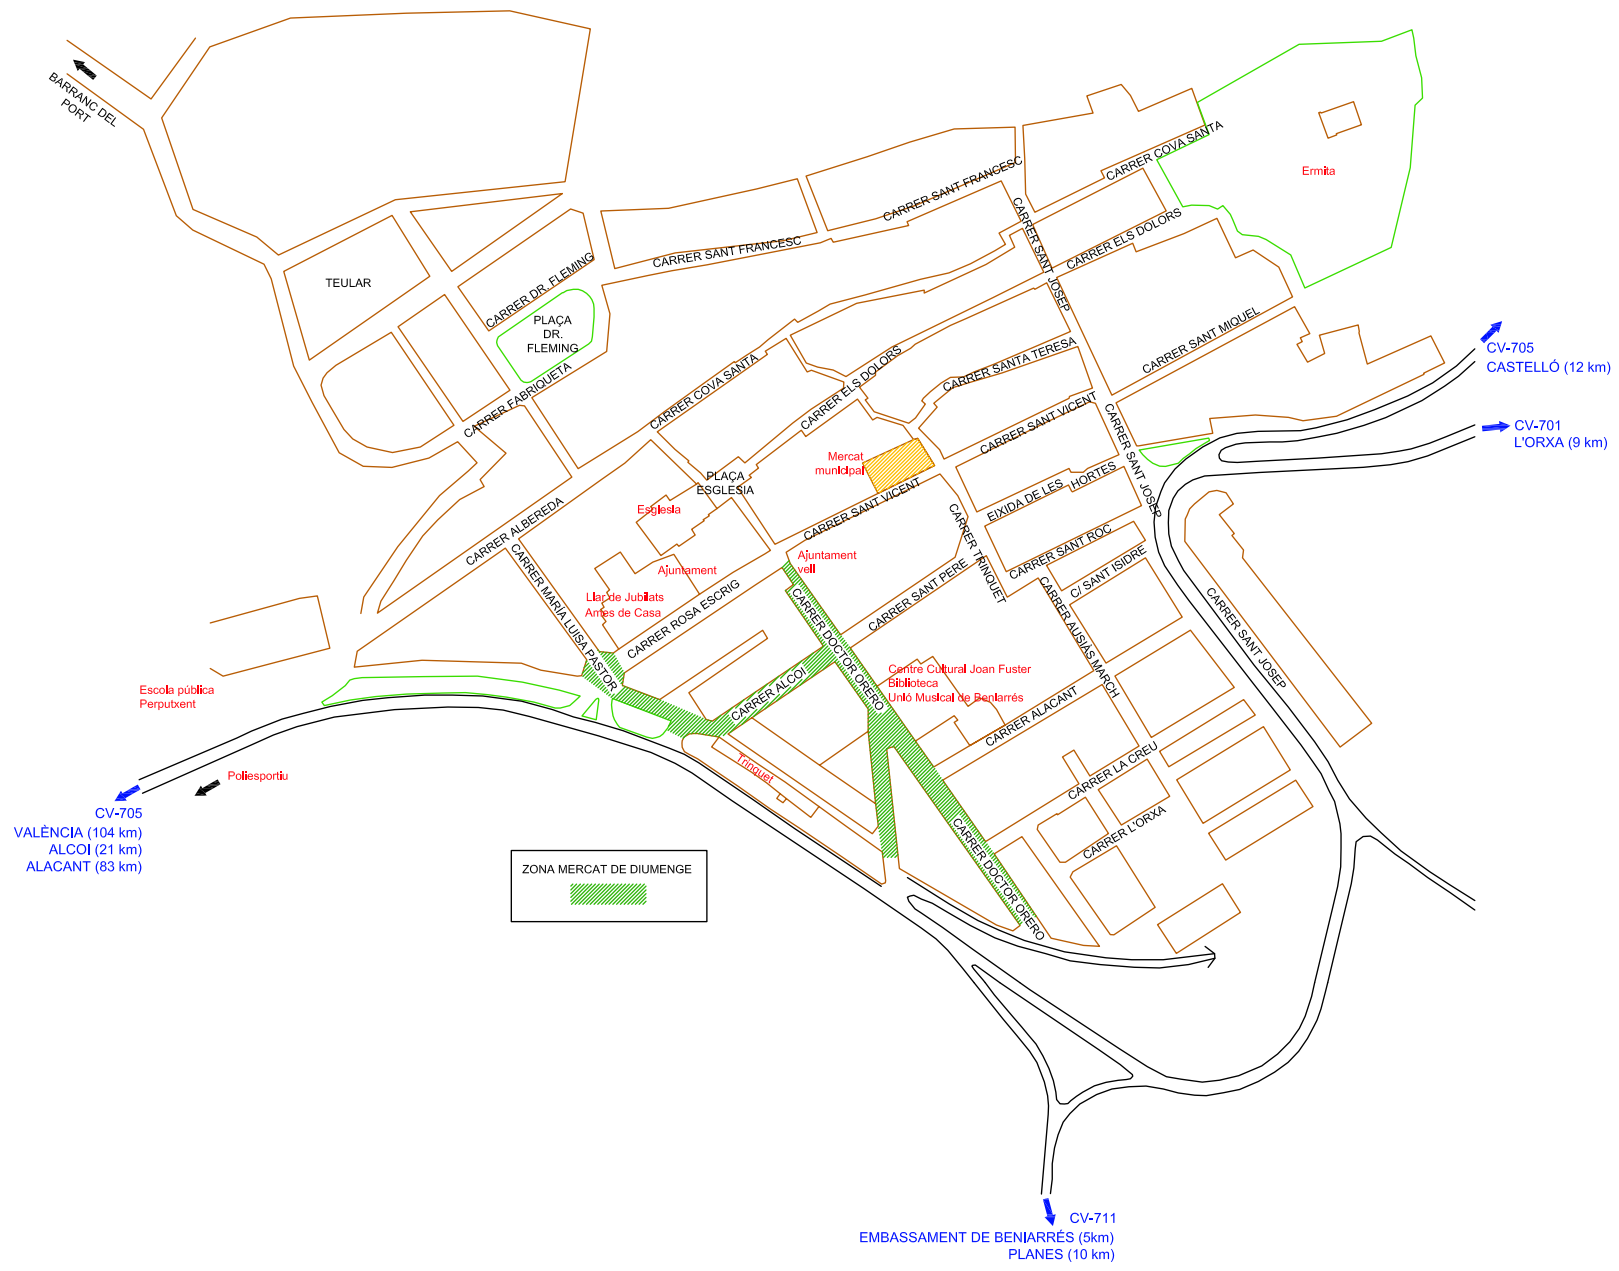 BARRANC DEL
PORT
CARRER COVA SANTA
Ermita
CARRER SANT FRANCESC
CARRER SANT JOSEP
CARRER ELS DOLORS
CARRER SANT FRANCESC
TEULAR
CARRER DR. FLEMING
PLAÇA
DR.
FLEMING
CARRER SANT MIQUEL
CV-705
CASTELLÓ (12 km)
CARRER SANTA TERESA
CARRER ELS DOLORS
CARRER COVA SANTA
CARRER FABRIQUETA
CARRER SANT VICENT
CARRER SANT JOSEP
CV-701
L'ORXA (9 km)
Mercat
municipal
PLAÇA
ESGLESIA
EIXIDA DE LES HORTES
CARRER SANT VICENT
Esglesia
CARRER ALBEREDA
CARRER TRINQUET
CARRER SANT ROC
C/ SANT ISIDRE
CARRER MARÍA LUISA PASTOR
Ajuntament
Ajuntament
vell
Llar de Jubilats
Antes de Casa
CARRER ROSA ESCRIG
CARRER SANT PERE
CARRER DOCTOR ORERO
CARRER AUSIAS MARCH
CARRER SANT JOSEP
Centre Cultural Joan Fuster
Biblioteca
Unió Musical de Beniarrés
CARRER ALCOI
CARRER ALACANT
Escola pública
Perputxent
Trinquet
CARRER LA CREU
Poliesportiu
CV-705
VALÈNCIA (104 km)
ALCOI (21 km)
ALACANT (83 km)
CARRER L'ORXA
CARRER DOCTOR ORERO
ZONA MERCAT DE DIUMENGE
CV-711
EMBASSAMENT DE BENIARRÉS (5km)
PLANES (10 km)